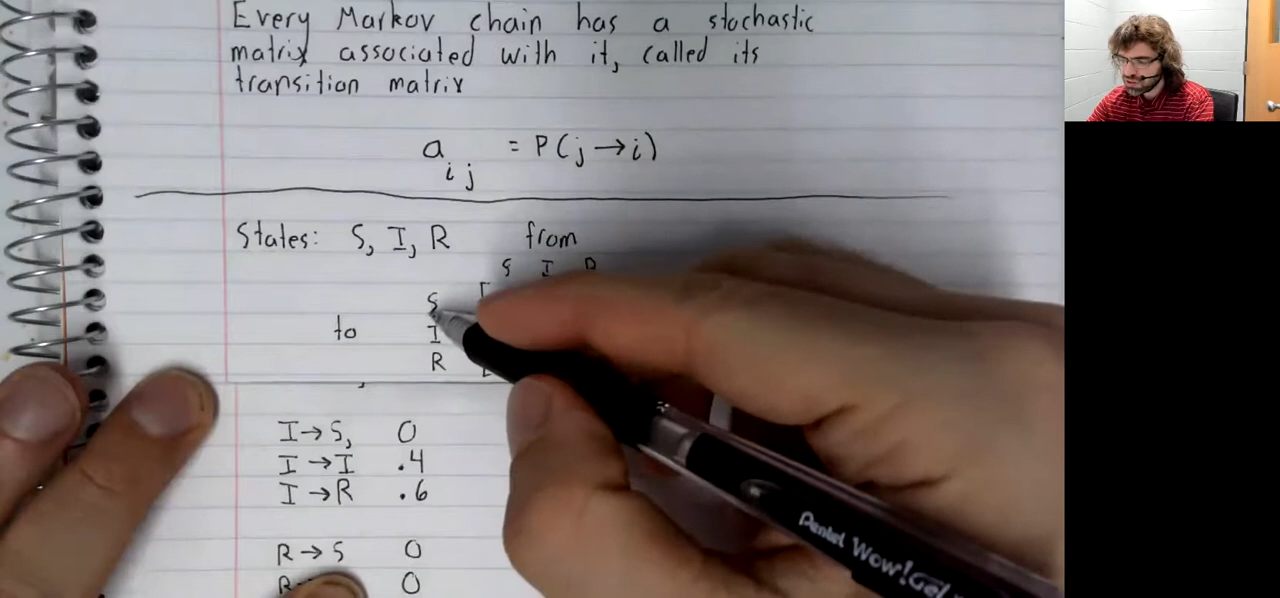 Every Markov chain has a stochastic
matrix associated with it, called its
transition matrix
a i j = P(j→i)
States: S, I, R from
S I R
S
to I
R
I→S, 0
I→I .4
I→R .6
R→S 0
R 0
Pentel Wow! Gel